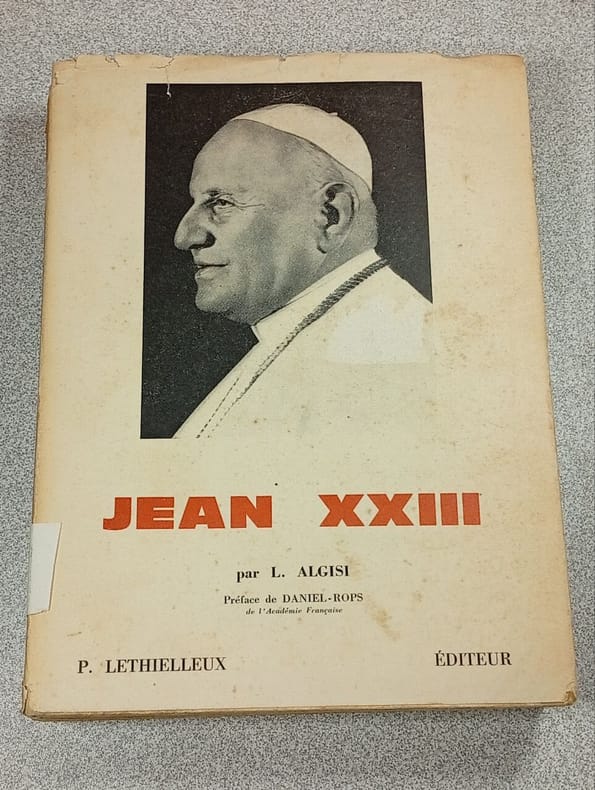 JEAN XXIII
par L. ALGISI
Préface de DANIEL-ROPS
de l'Académie Française
P. LETHIELLEUX ÉDITEUR